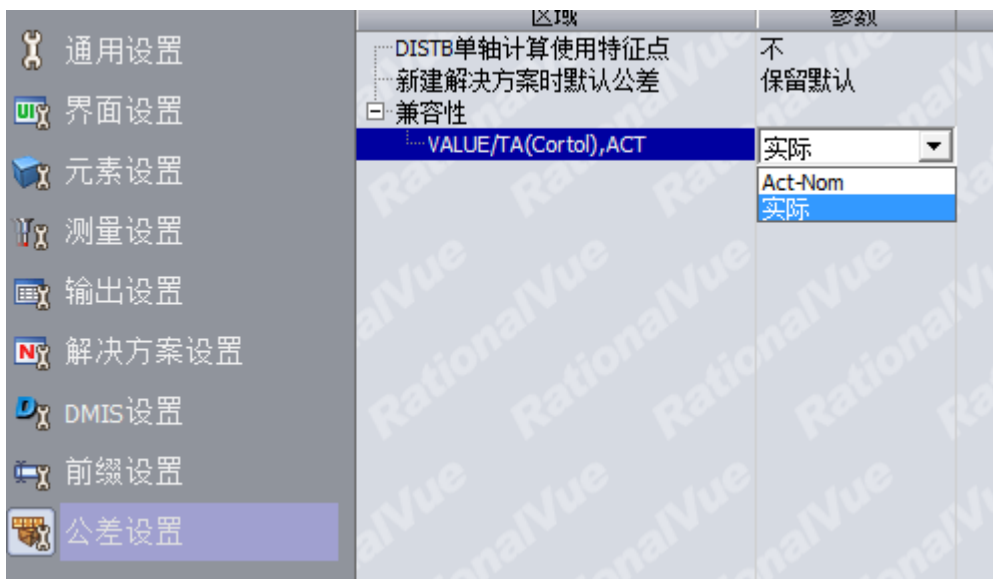 区域 参数
通用设置
界面设置
元素设置
测量设置
输出设置
解决方案设置
DMIS设置
前缀设置
公差设置
DISTB单轴计算使用特征点 不
新建解决方案时默认公差 保留默认
兼容性
VALUE/TA(Cortol),ACT 实际
Act-Nom
实际
UI
N
D
RationalVue